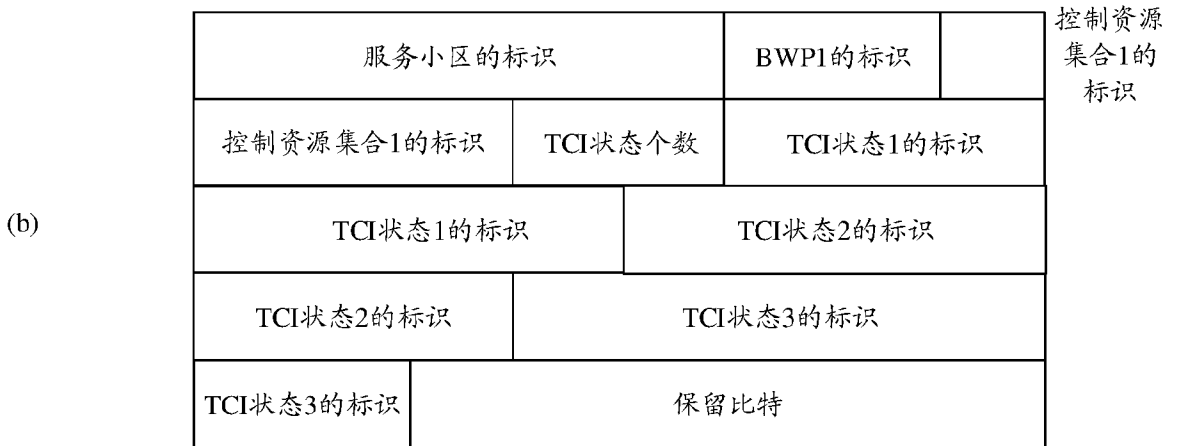 服务小区的标识 BWP1的标识
控制资源
集合1的
标识
控制资源集合1的标识 TCI状态个数 TCI状态1的标识
(b)
TCI状态1的标识 TCI状态2的标识
TCI状态2的标识 TCI状态3的标识
TCI状态3的标识 保留比特